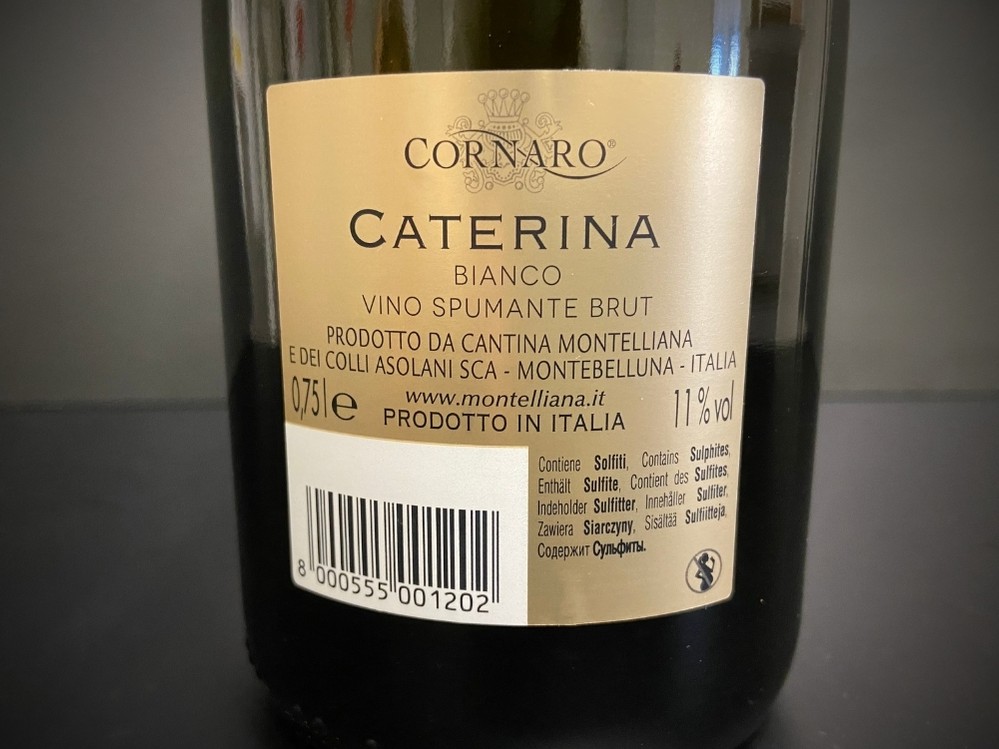 CORNARO®
CATERINA
BIANCO
VINO SPUMANTE BRUT
PRODOTTO DA CANTINA MONTELLIANA
E DEI COLLI ASOLANI SCA - MONTEBELLUNA - ITALIA
0,75 l e
www.montelliana.it
11% vol
PRODOTTO IN ITALIA
Contiene Solfiti, Contains Sulphites,
Enthält Sulfite, Contient des Sulfites,
Indeholder Sulfitter, Innehåller Sulfiter,
Zawiera Siarczyny, Sisältää Sulfiitteja,
Содержит Сульфиты.
8 000555 001202